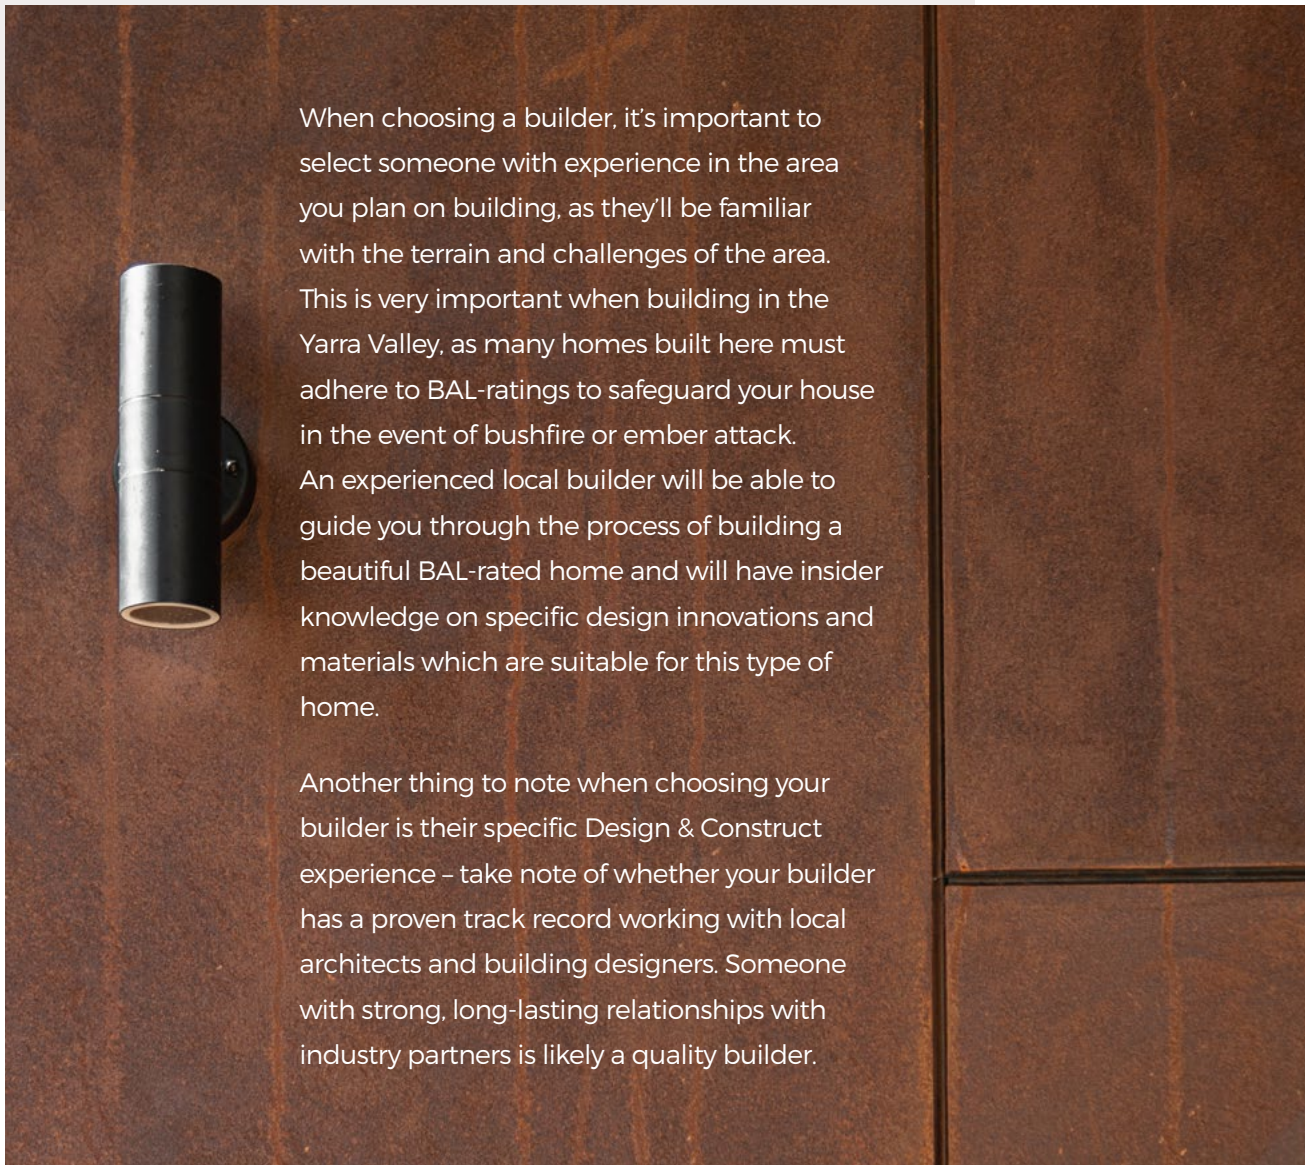 When choosing a builder, it’s important to
select someone with experience in the area
you plan on building, as they’ll be familiar
with the terrain and challenges of the area.
This is very important when building in the
Yarra Valley, as many homes built here must
adhere to BAL-ratings to safeguard your house
in the event of bushfire or ember attack.
An experienced local builder will be able to
guide you through the process of building a
beautiful BAL-rated home and will have insider
knowledge on specific design innovations and
materials which are suitable for this type of
home.
Another thing to note when choosing your
builder is their specific Design & Construct
experience – take note of whether your builder
has a proven track record working with local
architects and building designers. Someone
with strong, long-lasting relationships with
industry partners is likely a quality builder.